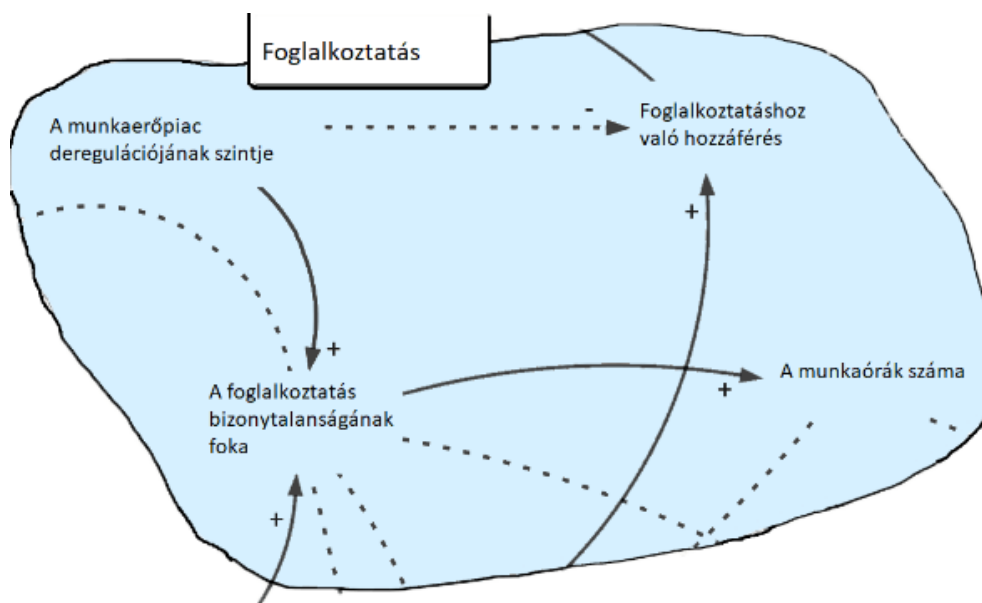 Foglalkoztatás
A munkaerőpiac
deregulációjának szintje
-
Foglalkoztatáshoz
való hozzáférés
+
+
A foglalkoztatás
bizonytalanságának
foka
+
A munkaórák száma
+